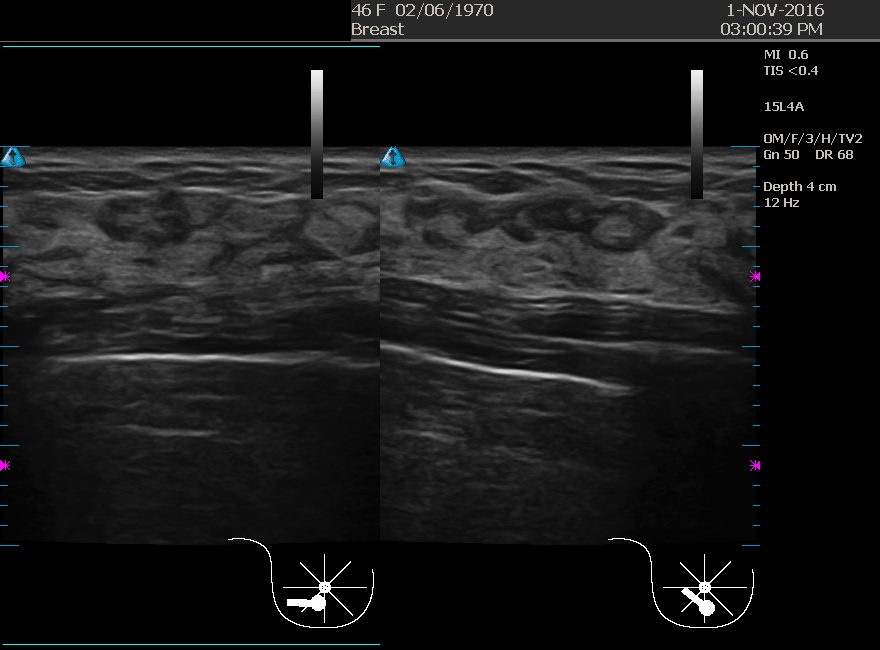 46 F 02/06/1970 1-NOV-2016
Breast 03:00:39 PM
MI 0.6
TIS <0.4
15L4A
OM/F/3/H/TV2
Gn 50 DR 68
Depth 4 cm
12 Hz